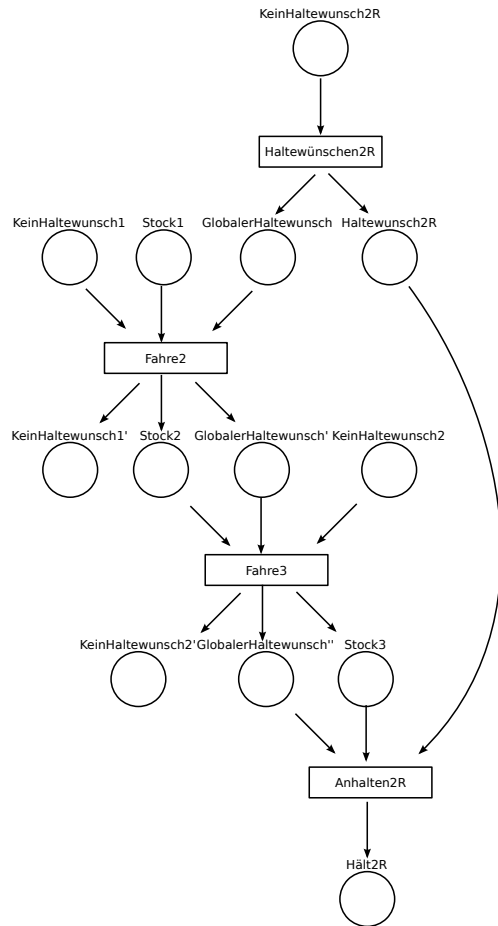 KeinHaltewunsch2R
Haltewünschen2R
KeinHaltewunsch1 Stock1 GlobalerHaltewunsch Haltewunsch2R
Fahre2
KeinHaltewunsch1' Stock2 GlobalerHaltewunsch' KeinHaltewunsch2
Fahre3
KeinHaltewunsch2' GlobalerHaltewunsch'' Stock3
Anhalten2R
Hält2R